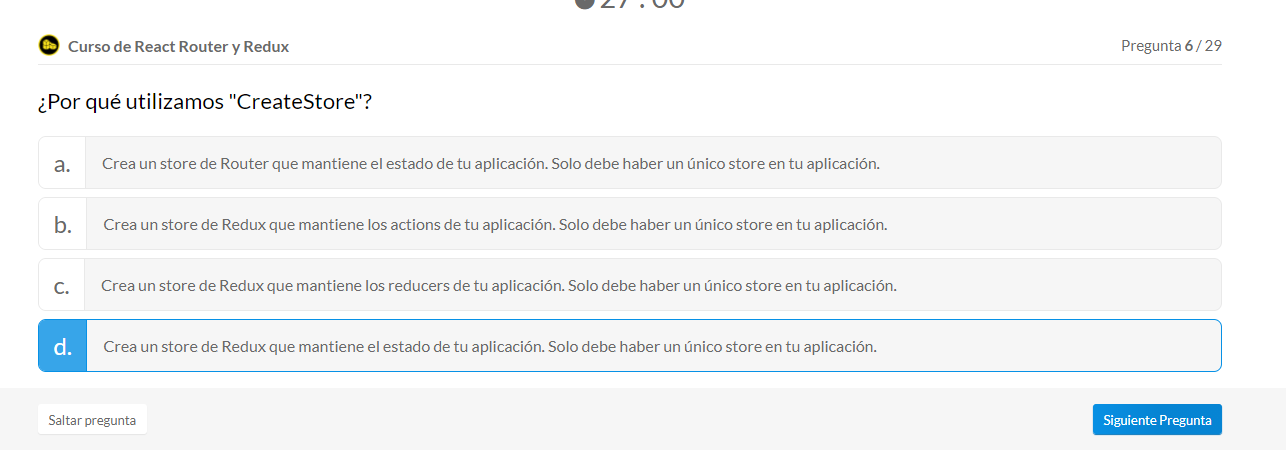 27 : 00
Curso de React Router y Redux
Pregunta 6 / 29
¿Por qué utilizamos "CreateStore"?
a. Crea un store de Router que mantiene el estado de tu aplicación. Solo debe haber un único store en tu aplicación.
b. Crea un store de Redux que mantiene los actions de tu aplicación. Solo debe haber un único store en tu aplicación.
c. Crea un store de Redux que mantiene los reducers de tu aplicación. Solo debe haber un único store en tu aplicación.
d. Crea un store de Redux que mantiene el estado de tu aplicación. Solo debe haber un único store en tu aplicación.
Saltar pregunta
Siguiente Pregunta